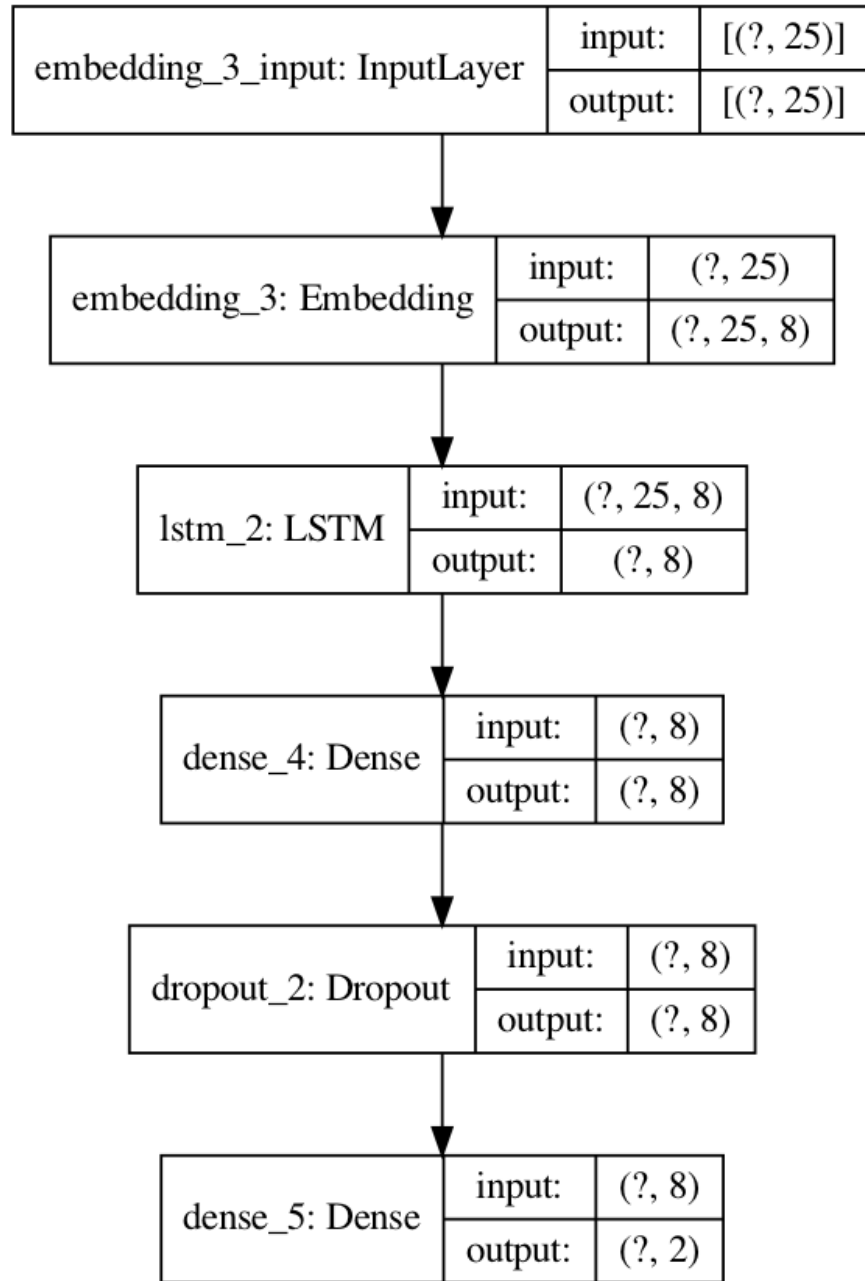 embedding_3_input: InputLayer
input: [(?, 25)]
output: [(?, 25)]
embedding_3: Embedding
input: (?, 25)
output: (?, 25, 8)
lstm_2: LSTM
input: (?, 25, 8)
output: (?, 8)
dense_4: Dense
input: (?, 8)
output: (?, 8)
dropout_2: Dropout
input: (?, 8)
output: (?, 8)
dense_5: Dense
input: (?, 8)
output: (?, 2)